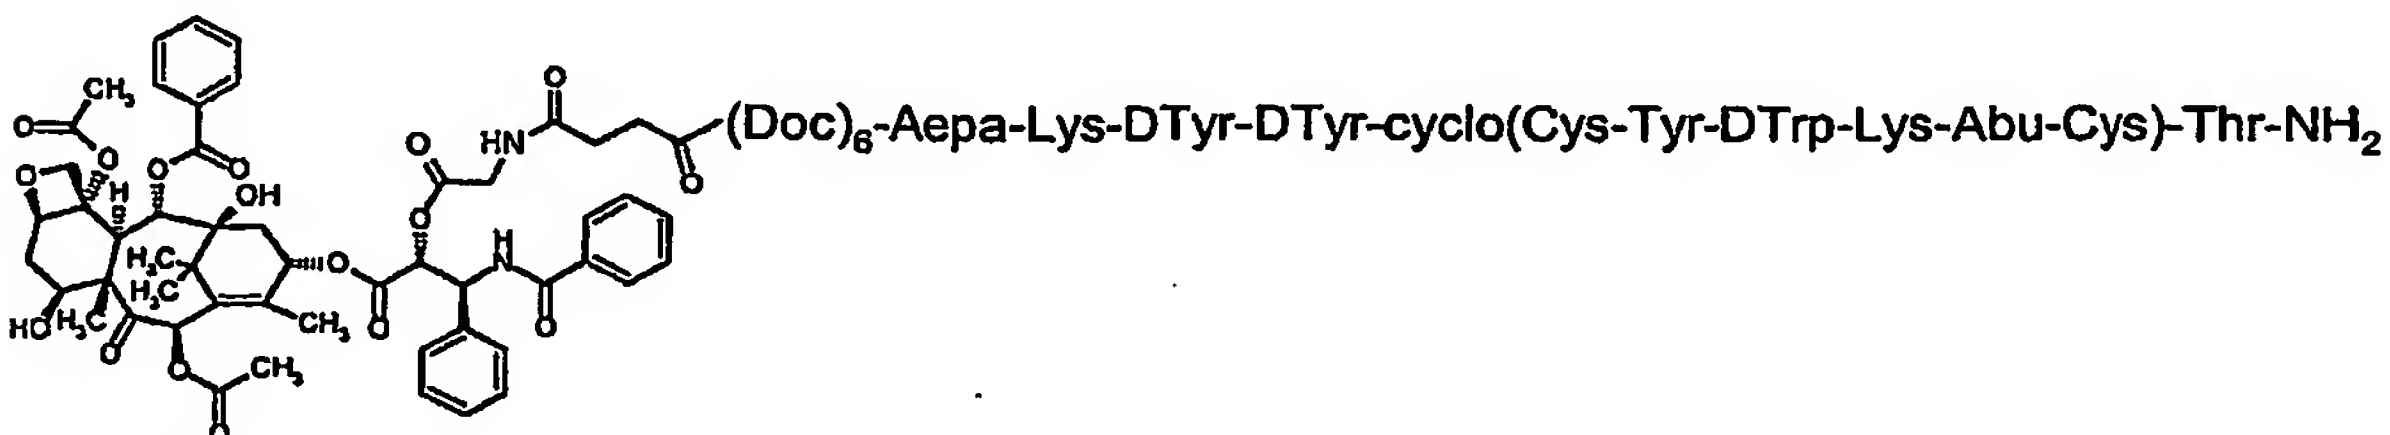 (Doc)6-Aepa-Lys-DTyr-DTyr-cyclo(Cys-Tyr-DTrp-Lys-Abu-Cys)-Thr-NH2
O
CH3
O
HN
O
O
O
O
O
O
O
H
OH
O
H
N
H3C
H3C
O
O
O
HO
H3C
CH3
O
O
CH3
O